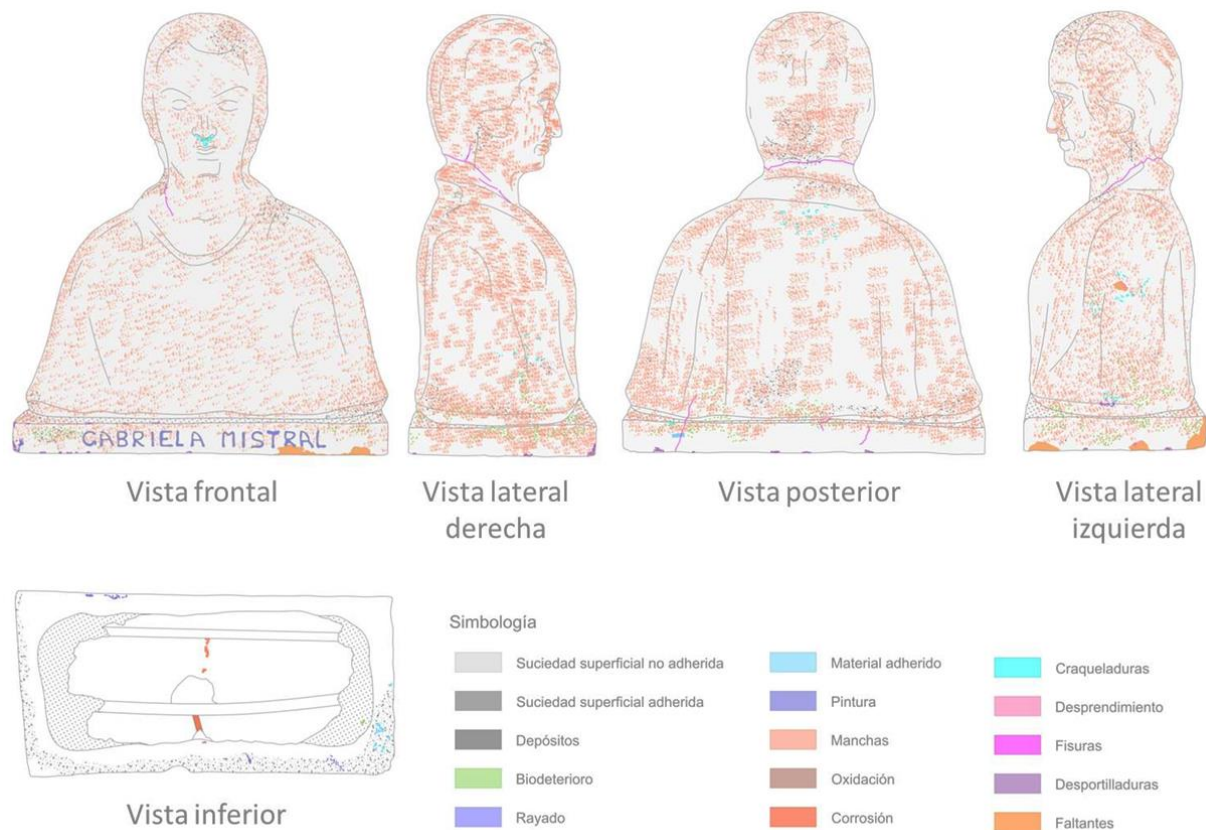 GABRIELA MISTRAL
Vista frontal
Vista lateral
derecha
Vista posterior
Vista lateral
izquierda
Vista inferior
Simbología
Suciedad superficial no adherida
Suciedad superficial adherida
Depósitos
Biodeterioro
Rayado
Material adherido
Pintura
Manchas
Oxidación
Corrosión
Craqueladuras
Desprendimiento
Fisuras
Desportilladuras
Faltantes